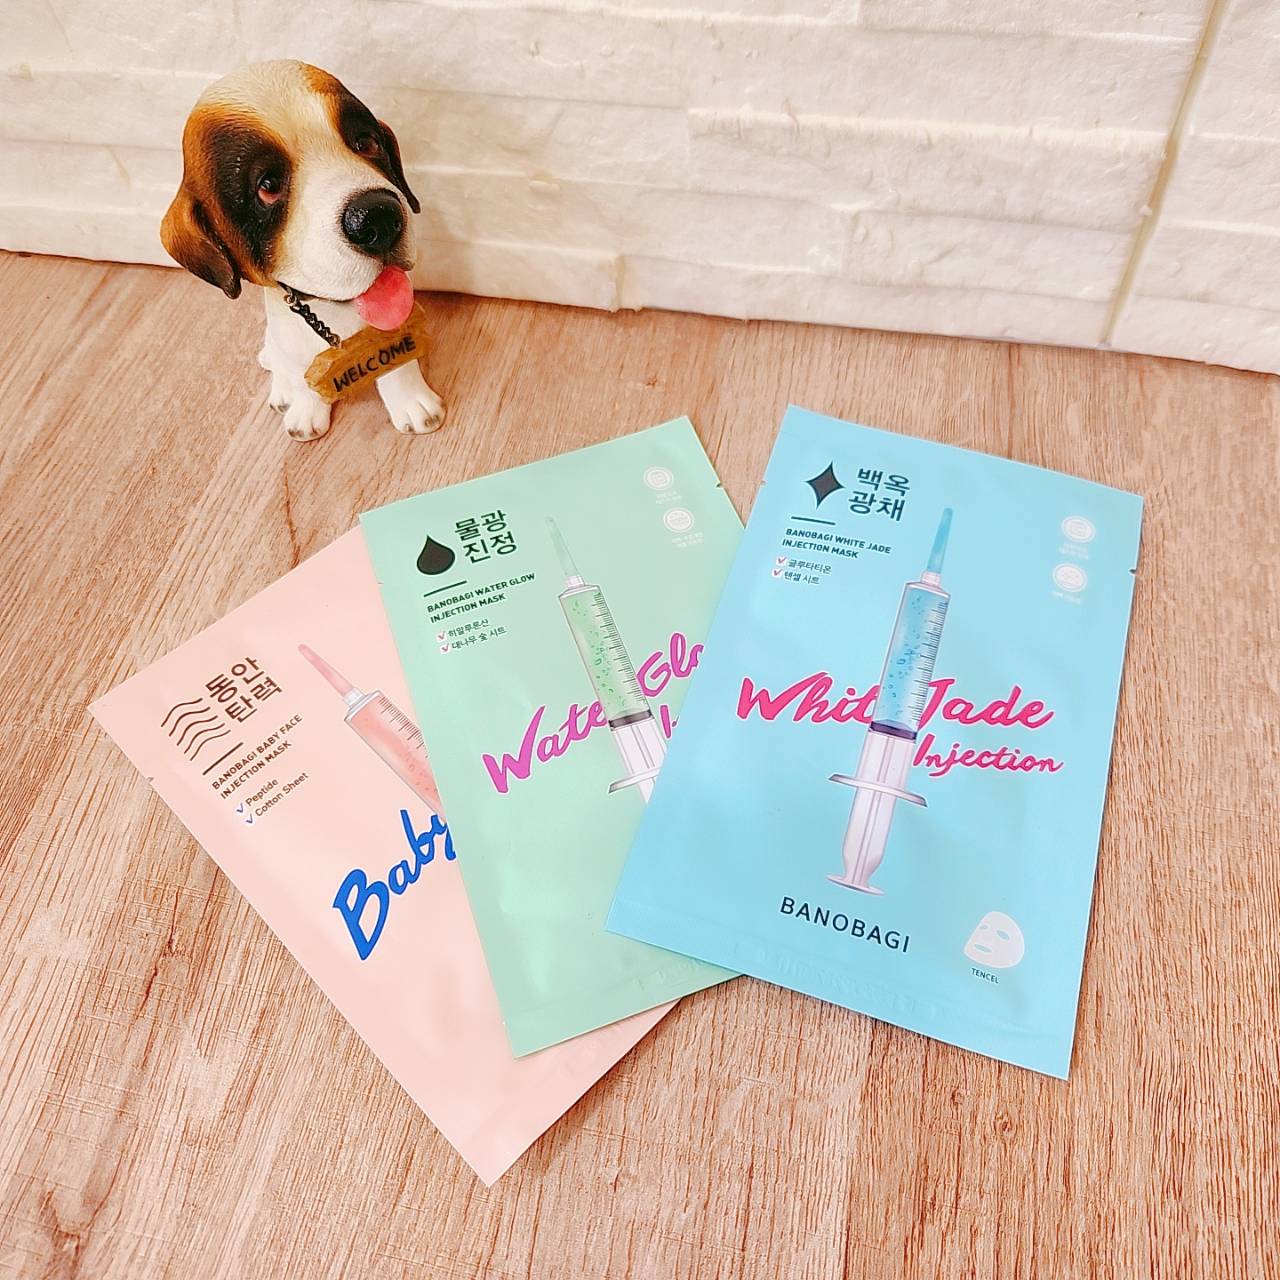 WELCOME
동안
탄력
BANOBAGI BABY FACE
INJECTION MASK
Peptide
Cotton Sheet
Baby
물광
진정
BANOBAGI WATER GLOW
INJECTION MASK
히알루론산
대나무 숯 시트
Water Glo
백옥
광채
BANOBAGI WHITE JADE
INJECTION MASK
글루타티온
텐셀 시트
White Jade
Injection
BANOBAGI
TENCEL